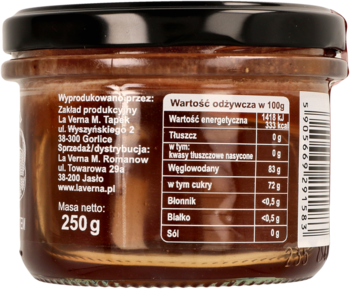 Wyprodukowano przez:
Zakład produkcyjny
La Verna M. Tapek
ul. Wyszyńskiego 2
38-300 Gorlice
Sprzedaż/dystrybucja:
La Verna M. Romanow
ul. Towarowa 29a
38-200 Jasło
www.laverna.pl
Masa netto:
250 g
Wartość odżywcza w 100g
Wartość energetyczna 1418 kJ
333 kcal
Tłuszcz 0 g
w tym:
kwasy tłuszczowe nasycone 0 g
Węglowodany 83 g
w tym cukry 72 g
Błonnik <0,5 g
Białko <0,5 g
Sól 0 g
5905669291583